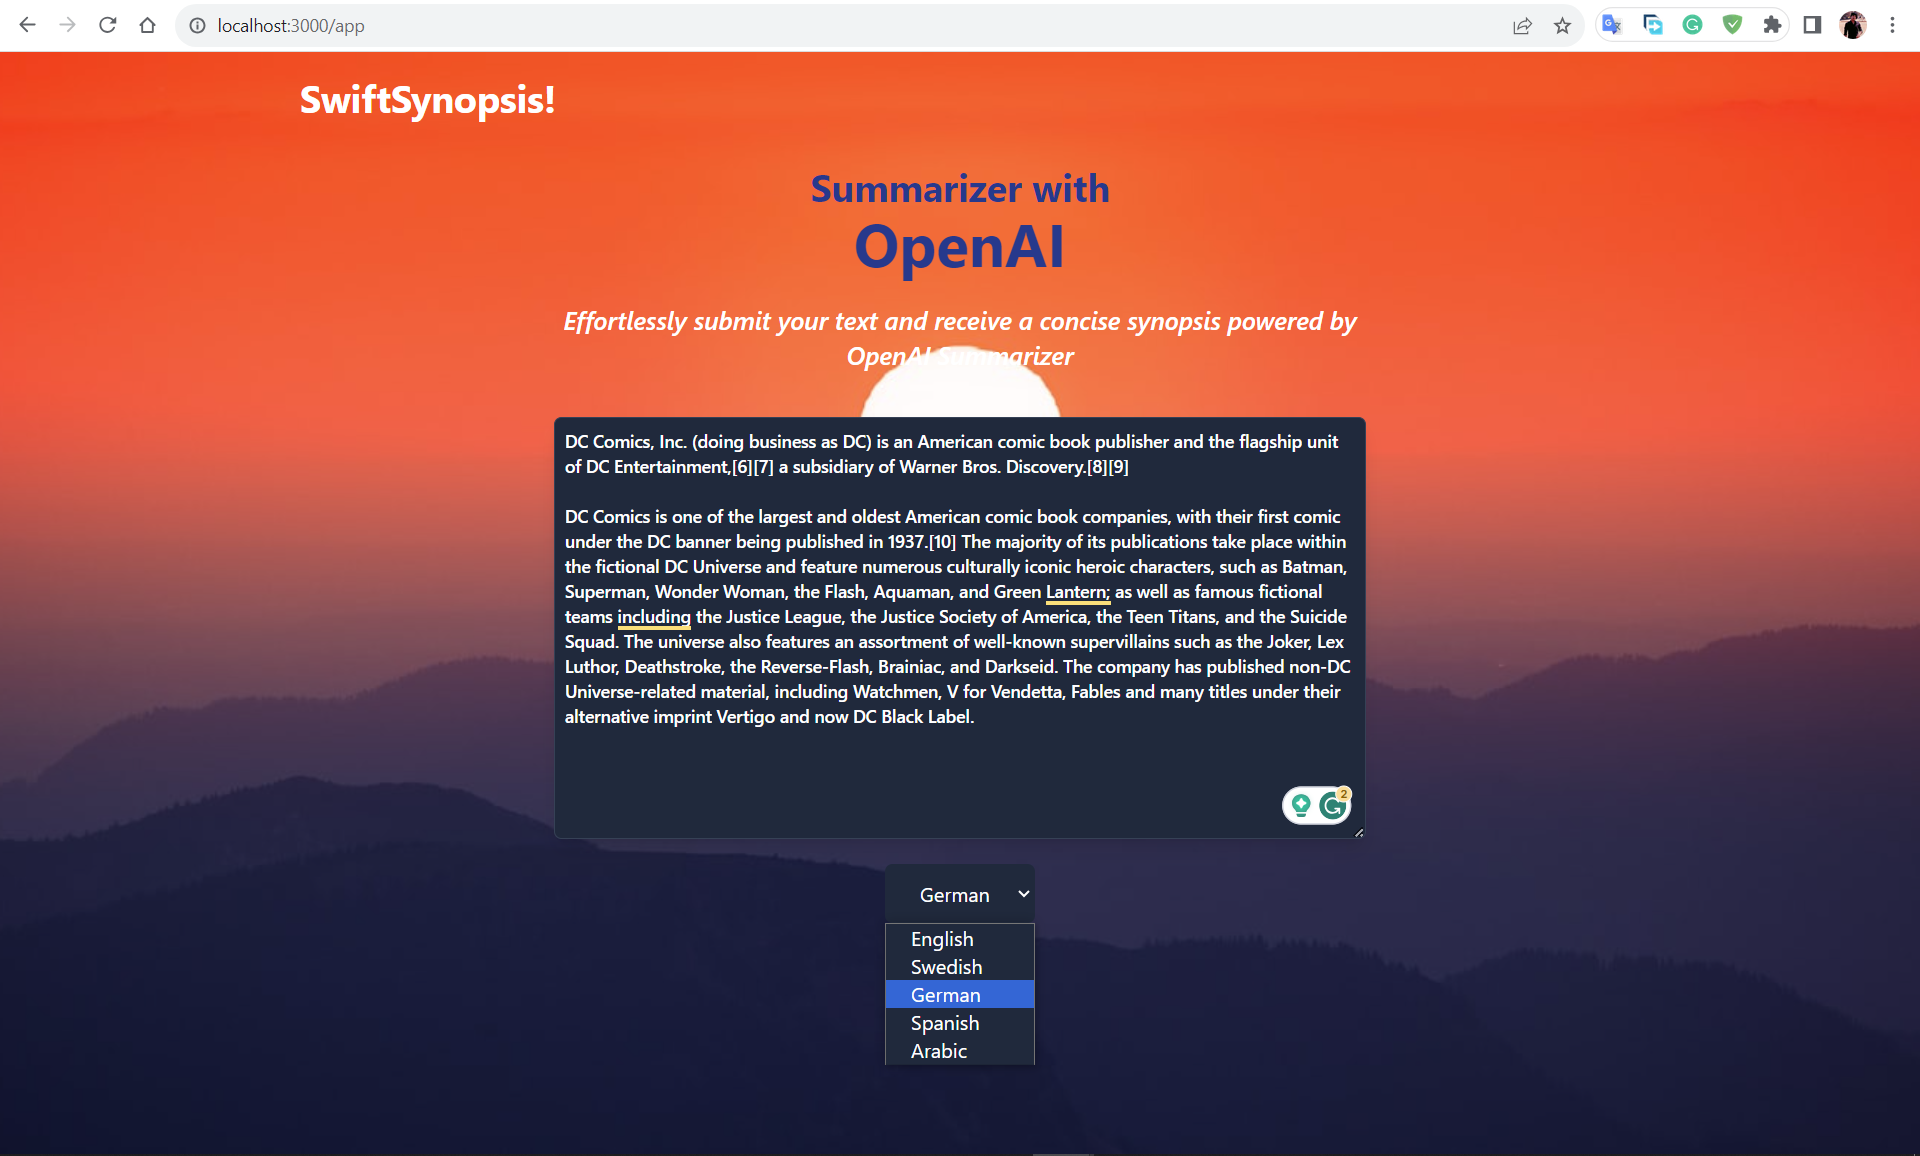 localhost:3000/app
SwiftSynopsis!
Summarizer with
OpenAI
Effortlessly submit your text and receive a concise synopsis powered by
OpenAI Summarizer
DC Comics, Inc. (doing business as DC) is an American comic book publisher and the flagship unit
of DC Entertainment,[6][7] a subsidiary of Warner Bros. Discovery.[8][9]
DC Comics is one of the largest and oldest American comic book companies, with their first comic
under the DC banner being published in 1937.[10] The majority of its publications take place within
the fictional DC Universe and feature numerous culturally iconic heroic characters, such as Batman,
Superman, Wonder Woman, the Flash, Aquaman, and Green Lantern; as well as famous fictional
teams including the Justice League, the Justice Society of America, the Teen Titans, and the Suicide
Squad. The universe also features an assortment of well-known supervillains such as the Joker, Lex
Luthor, Deathstroke, the Reverse-Flash, Brainiac, and Darkseid. The company has published non-DC
Universe-related material, including Watchmen, V for Vendetta, Fables and many titles under their
alternative imprint Vertigo and now DC Black Label.
2
German
English
Swedish
German
Spanish
Arabic